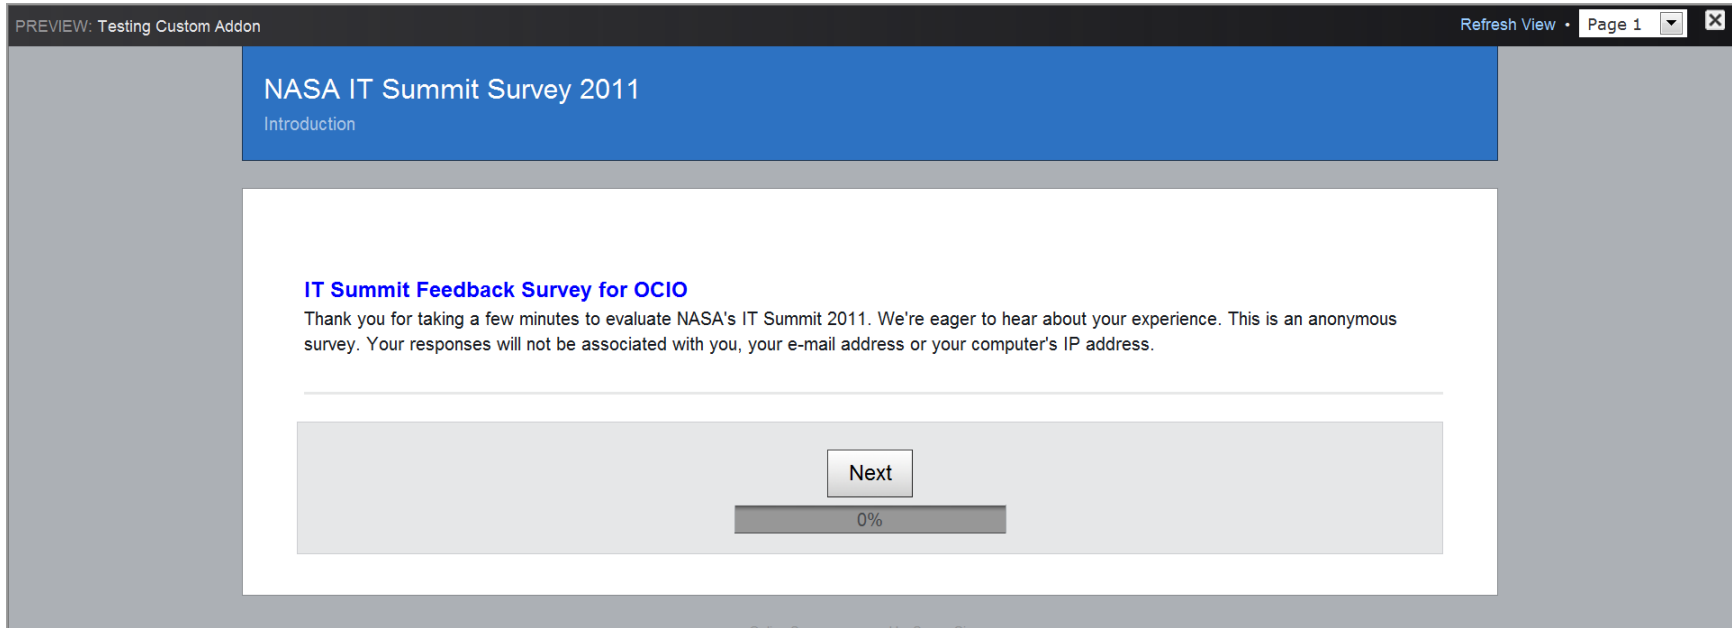 PREVIEW: Testing Custom Addon
Refresh View • Page 1
NASA IT Summit Survey 2011
Introduction
IT Summit Feedback Survey for OCIO
Thank you for taking a few minutes to evaluate NASA's IT Summit 2011. We're eager to hear about your experience. This is an anonymous
survey. Your responses will not be associated with you, your e-mail address or your computer's IP address.
Next
0%